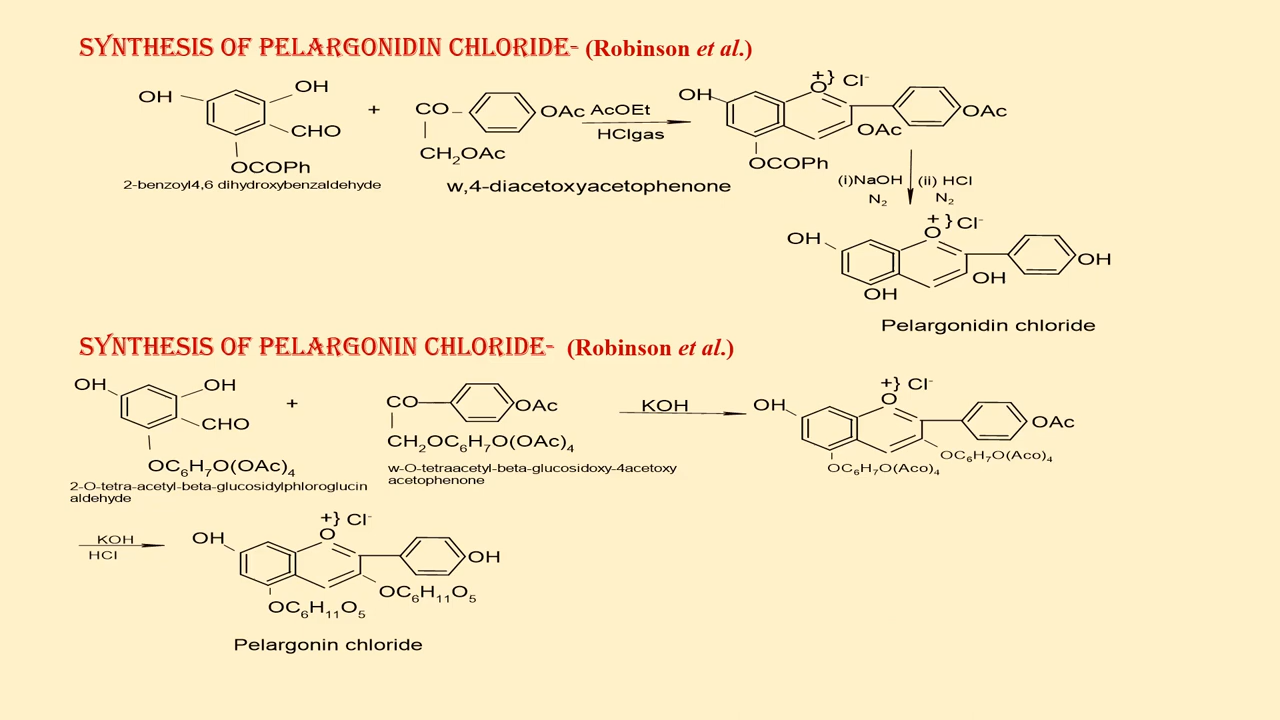 SYNTHESIS OF PELARGONIDIN CHLORIDE- (Robinson et al.)
OH
OH
CHO
OCOPh
2-benzoyl4,6 dihydroxybenzaldehyde
+
CO
OAc
CH2OAc
w,4-diacetoxyacetophenone
AcOEt
HClgas
+} Cl-
O
OH
OAc
OAc
OCOPh
(i)NaOH (ii) HCl
N2 N2
+ } Cl-
O
OH
OH
OH
OH
Pelargonidin chloride
SYNTHESIS OF PELARGONIN CHLORIDE- (Robinson et al.)
OH
OH
CHO
OC6H7O(OAc)4
2-O-tetra-acetyl-beta-glucosidylphloroglucin
aldehyde
+
CO
OAc
CH2OC6H7O(OAc)4
w-O-tetraacetyl-beta-glucosidoxy-4acetoxy
acetophenone
KOH
+} Cl-
O
OH
OAc
OC6H7O(Aco)4
OC6H7O(Aco)4
KOH
HCl
+} Cl-
O
OH
OH
OC6H11O5
OC6H11O5
Pelargonin chloride